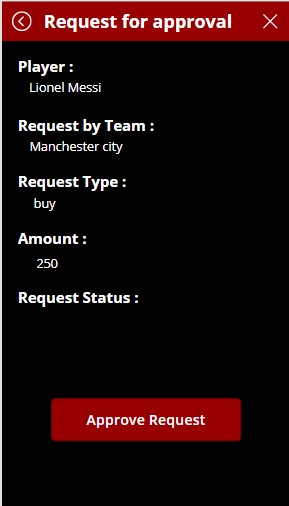 Request for approval
Player :
Lionel Messi
Request by Team :
Manchester city
Request Type :
buy
Amount :
250
Request Status :
Approve Request